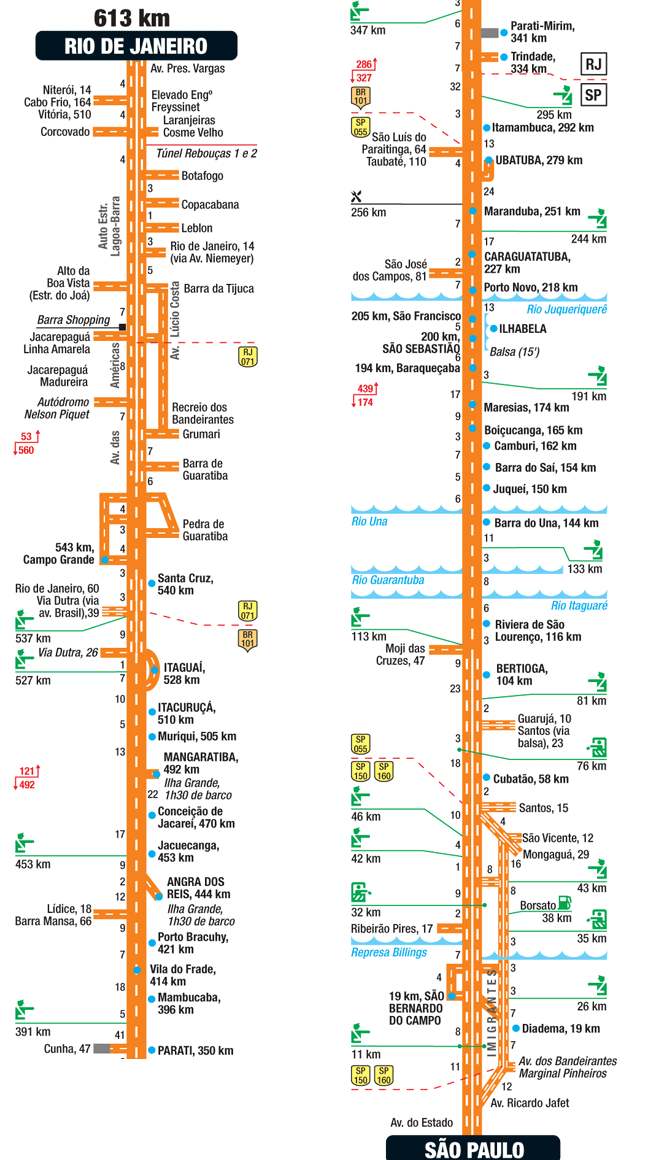 613 km
RIO DE JANEIRO
Av. Pres. Vargas
4
Niterói, 14
Cabo Frio, 164
Vitória, 510
Elevado Engº
Freyssinet
4
Corcovado
Laranjeiras
Cosme Velho
Túnel Rebouças 1 e 2
4
Botafogo
3
Copacabana
Auto Estr.
Lagoa-Barra
1
Leblon
3
Rio de Janeiro, 14
(via Av. Niemeyer)
5
Alto da
Boa Vista
(Estr. do Joá)
Barra da Tijuca
7
Av. Lúcio Costa
Barra Shopping
Jacarepaguá
Linha Amarela
RJ
071
8
Jacarepaguá
Madureira
Av. das Américas
Autódromo
Nelson Piquet
7
Recreio dos
Bandeirantes
53
560
Grumari
7
Barra de
Guaratiba
6
4
3
Pedra de
Guaratiba
4
543 km,
Campo Grande
3
Santa Cruz,
540 km
3
Rio de Janeiro, 60
Via Dutra (via
av. Brasil),39
RJ
071
537 km
9
BR
101
Via Dutra, 26
1
7
527 km
ITAGUAÍ,
528 km
10
ITACURUÇÁ,
510 km
5
Muriqui, 505 km
13
MANGARATIBA,
492 km
121
492
Ilha Grande,
1h30 de barco
22
Conceição de
Jacareí, 470 km
17
Jacuecanga,
453 km
453 km
9
2
12
ANGRA DOS
REIS, 444 km
Ilha Grande,
1h30 de barco
Lídice, 18
Barra Mansa, 66
9
Porto Bracuhy,
421 km
7
Vila do Frade,
414 km
18
Mambucaba,
396 km
5
391 km
41
Cunha, 47
PARATI, 350 km
3
347 km
6
Parati-Mirim,
341 km
7
Trindade,
334 km
286
327
7
RJ
SP
32
BR
101
295 km
3
SP
055
Itamambuca, 292 km
São Luís do
Paraitinga, 64
Taubaté, 110
13
4
UBATUBA, 279 km
24
256 km
Maranduba, 251 km
7
244 km
17
CARAGUATATUBA,
227 km
2
São José
dos Campos, 81
7
Porto Novo, 218 km
13
Rio Juqueriquerê
205 km, São Francisco
5
ILHABELA
200 km,
SÃO SEBASTIÃO
6
Balsa (15')
194 km, Baraqueçaba
3
191 km
439
174
17
Maresias, 174 km
9
3
Boiçucanga, 165 km
Camburi, 162 km
7
Barra do Saí, 154 km
5
Juqueí, 150 km
6
Rio Una
Barra do Una, 144 km
11
3
133 km
Rio Guarantuba
8
Rio Itaguaré
6
113 km
Riviera de São
Lourenço, 116 km
3
Moji das
Cruzes, 47
9
BERTIOGA,
104 km
23
81 km
2
Guarujá, 10
Santos (via
balsa), 23
SP
055
3
76 km
SP
150
SP
160
18
Cubatão, 58 km
2
Santos, 15
46 km
10
4
São Vicente, 12
42 km
4
Mongaguá, 29
16
1
8
43 km
9
8
Borsato
38 km
32 km
2
35 km
Ribeirão Pires, 17
3
Represa Billings
7
3
4
26 km
19 km, SÃO
BERNARDO
DO CAMPO
IMIGRANTES
3
7
8
Diadema, 19 km
7
11 km
11
Av. dos Bandeirantes
Marginal Pinheiros
SP
150
SP
160
12
Av. Ricardo Jafet
Av. do Estado
SÃO PAULO